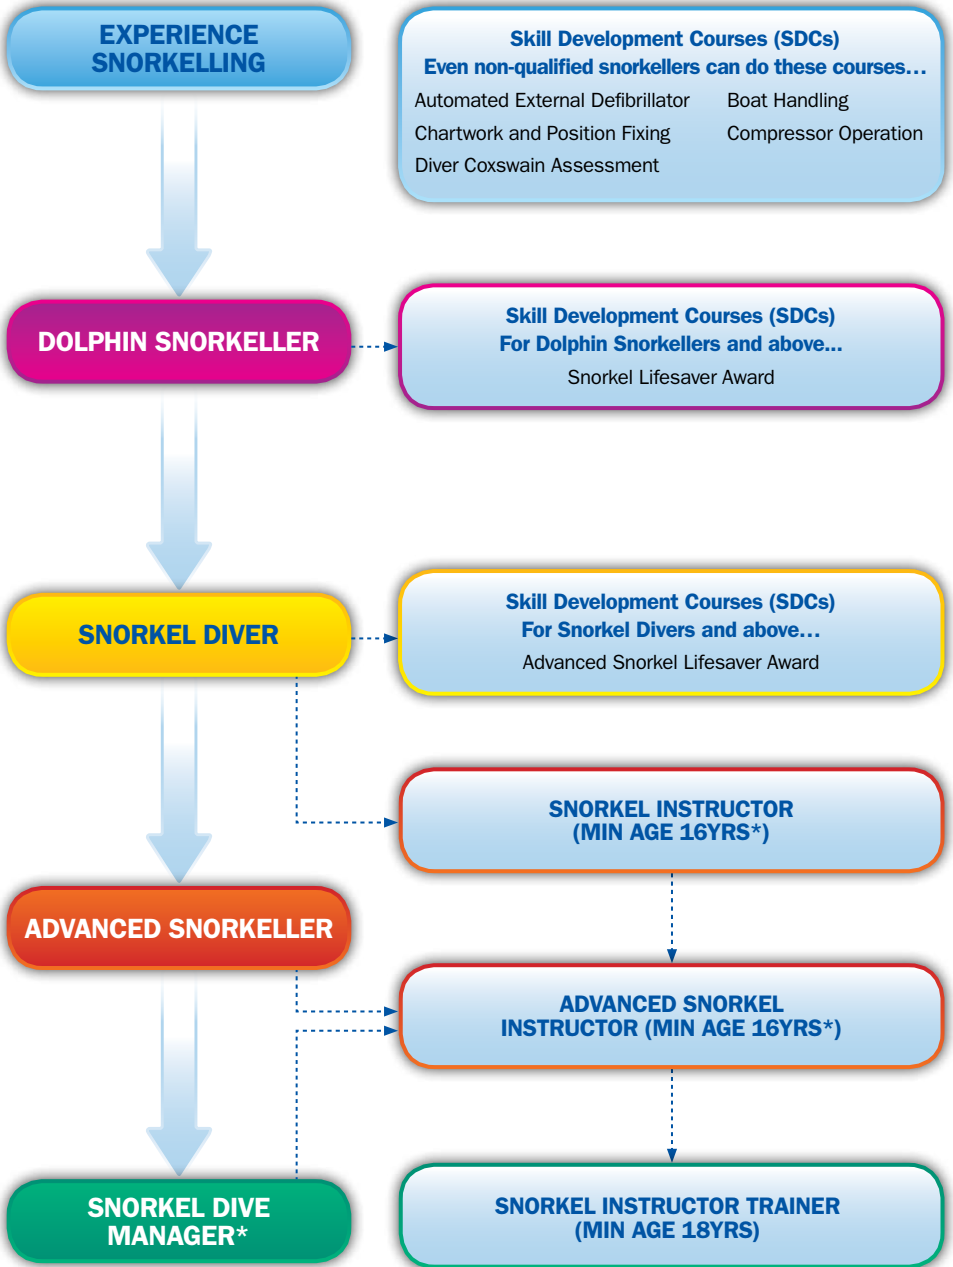 EXPERIENCE
SNORKELLING
Skill Development Courses (SDCs)
Even non-qualified snorkellers can do these courses…
Automated External Defibrillator
Boat Handling
Chartwork and Position Fixing
Compressor Operation
Diver Coxswain Assessment
DOLPHIN SNORKELLER
Skill Development Courses (SDCs)
For Dolphin Snorkellers and above...
Snorkel Lifesaver Award
SNORKEL DIVER
Skill Development Courses (SDCs)
For Snorkel Divers and above…
Advanced Snorkel Lifesaver Award
SNORKEL INSTRUCTOR
(MIN AGE 16YRS*)
ADVANCED SNORKELLER
ADVANCED SNORKEL
INSTRUCTOR (MIN AGE 16YRS*)
SNORKEL DIVE
MANAGER*
SNORKEL INSTRUCTOR TRAINER
(MIN AGE 18YRS)